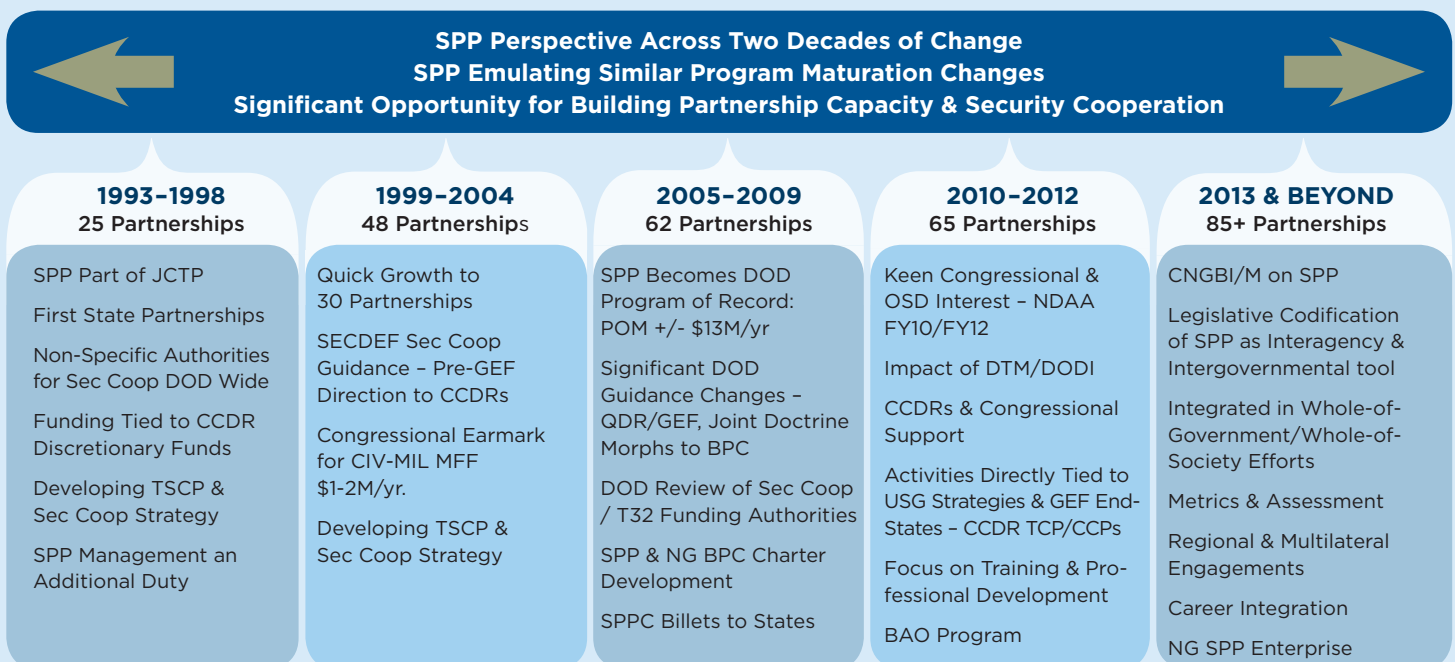 SPP Perspective Across Two Decades of Change
SPP Emulating Similar Program Maturation Changes
Significant Opportunity for Building Partnership Capacity & Security Cooperation
1993–1998
25 Partnerships
SPP Part of JCTP
First State Partnerships
Non-Specific Authorities
for Sec Coop DOD Wide
Funding Tied to CCDR
Discretionary Funds
Developing TSCP &
Sec Coop Strategy
SPP Management an
Additional Duty
1999–2004
48 Partnerships
Quick Growth to
30 Partnerships
SECDEF Sec Coop
Guidance – Pre-GEF
Direction to CCDRs
Congressional Earmark
for CIV-MIL MFF
$1-2M/yr.
Developing TSCP &
Sec Coop Strategy
2005–2009
62 Partnerships
SPP Becomes DOD
Program of Record:
POM +/- $13M/yr
Significant DOD
Guidance Changes –
QDR/GEF, Joint Doctrine
Morphs to BPC
DOD Review of Sec Coop
/ T32 Funding Authorities
SPP & NG BPC Charter
Development
SPPC Billets to States
2010–2012
65 Partnerships
Keen Congressional &
OSD Interest – NDAA
FY10/FY12
Impact of DTM/DODI
CCDRs & Congressional
Support
Activities Directly Tied to
USG Strategies & GEF End-
States – CCDR TCP/CCPs
Focus on Training & Pro-
fessional Development
BAO Program
2013 & BEYOND
85+ Partnerships
CNGBI/M on SPP
Legislative Codification
of SPP as Interagency &
Intergovernmental tool
Integrated in Whole-of-
Government/Whole-of-
Society Efforts
Metrics & Assessment
Regional & Multilateral
Engagements
Career Integration
NG SPP Enterprise